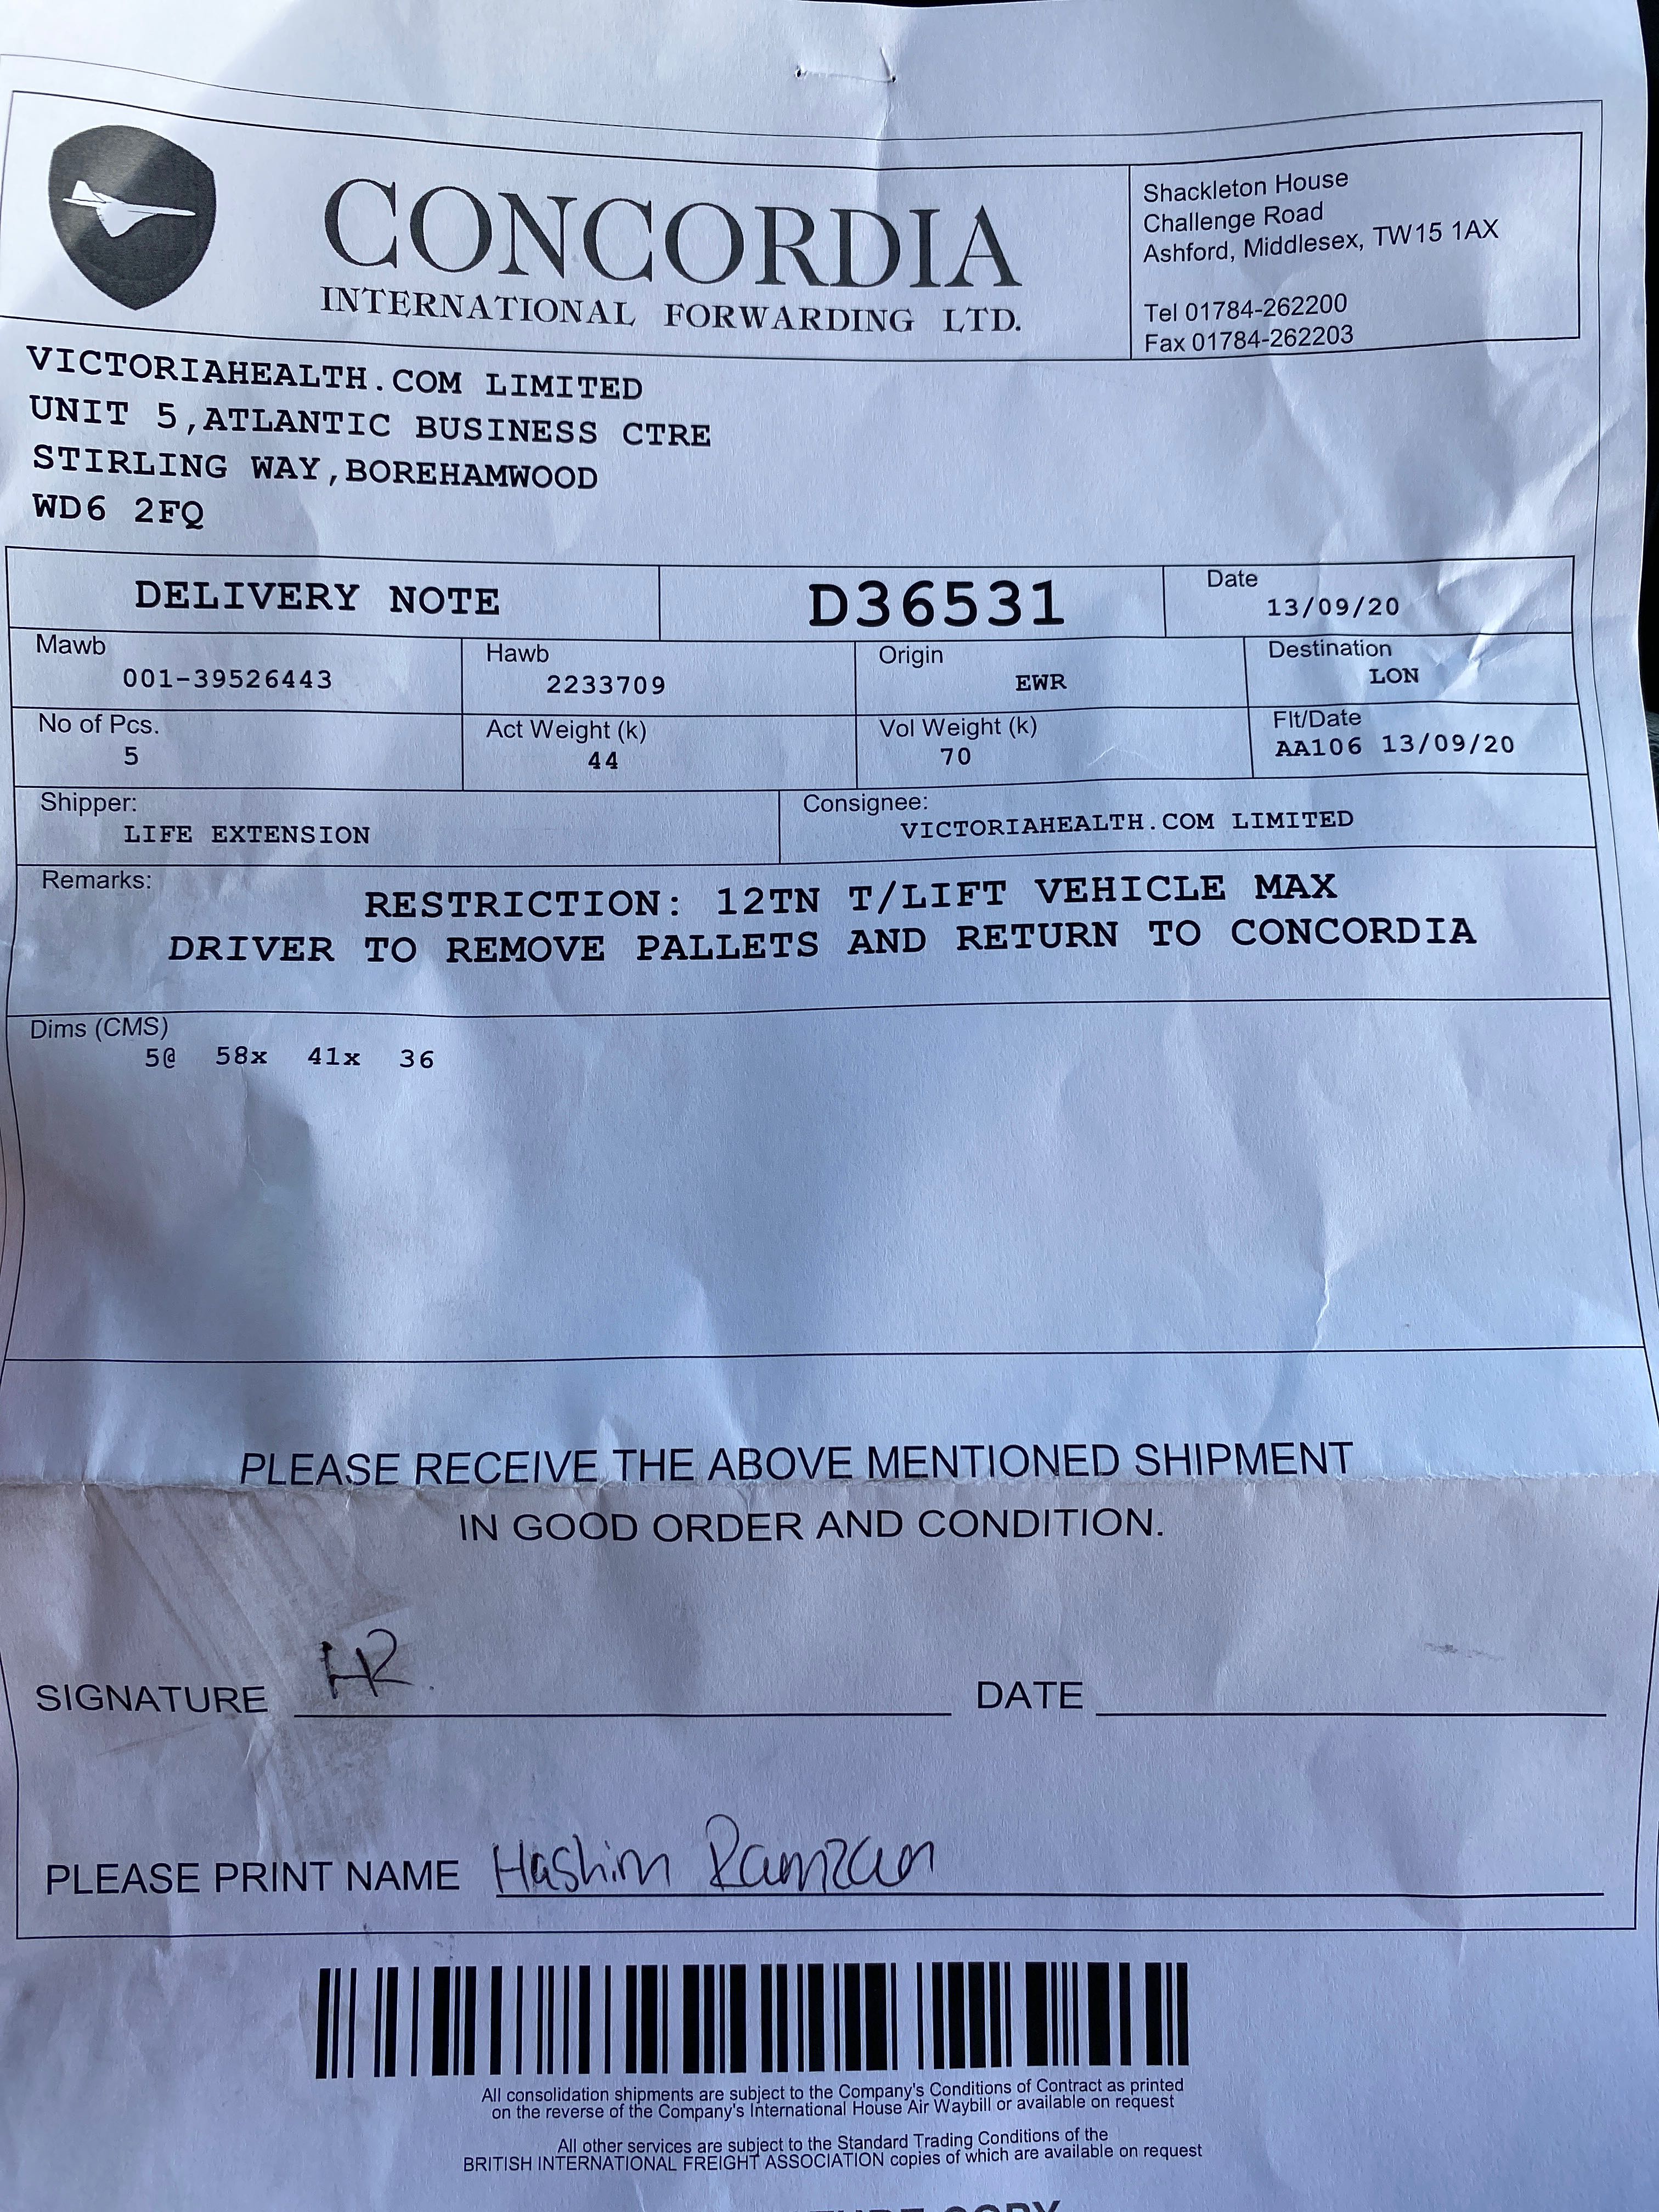 CONCORDIA
INTERNATIONAL FORWARDING LTD.
Shackleton House
Challenge Road
Ashford, Middlesex, TW15 1AX
Tel 01784-262200
Fax 01784-262203
VICTORIAHEALTH.COM LIMITED
UNIT 5,ATLANTIC BUSINESS CTRE
STIRLING WAY,BOREHAMWOOD
WD6 2FQ
DELIVERY NOTE D36531 Date 13/09/20
Mawb 001-39526443 Hawb 2233709 Origin EWR Destination LON
No of Pcs. 5 Act Weight (k) 44 Vol Weight (k) 70 Flt/Date AA106 13/09/20
Shipper: LIFE EXTENSION Consignee: VICTORIAHEALTH.COM LIMITED
Remarks:
RESTRICTION: 12TN T/LIFT VEHICLE MAX
DRIVER TO REMOVE PALLETS AND RETURN TO CONCORDIA
Dims (CMS)
5@ 58x 41x 36
PLEASE RECEIVE THE ABOVE MENTIONED SHIPMENT
IN GOOD ORDER AND CONDITION.
SIGNATURE HR. DATE
PLEASE PRINT NAME Hashim Ramzan
All consolidation shipments are subject to the Company's Conditions of Contract as printed
on the reverse of the Company's International House Air Waybill or available on request
All other services are subject to the Standard Trading Conditions of the
BRITISH INTERNATIONAL FREIGHT ASSOCIATION copies of which are available on request
COPY